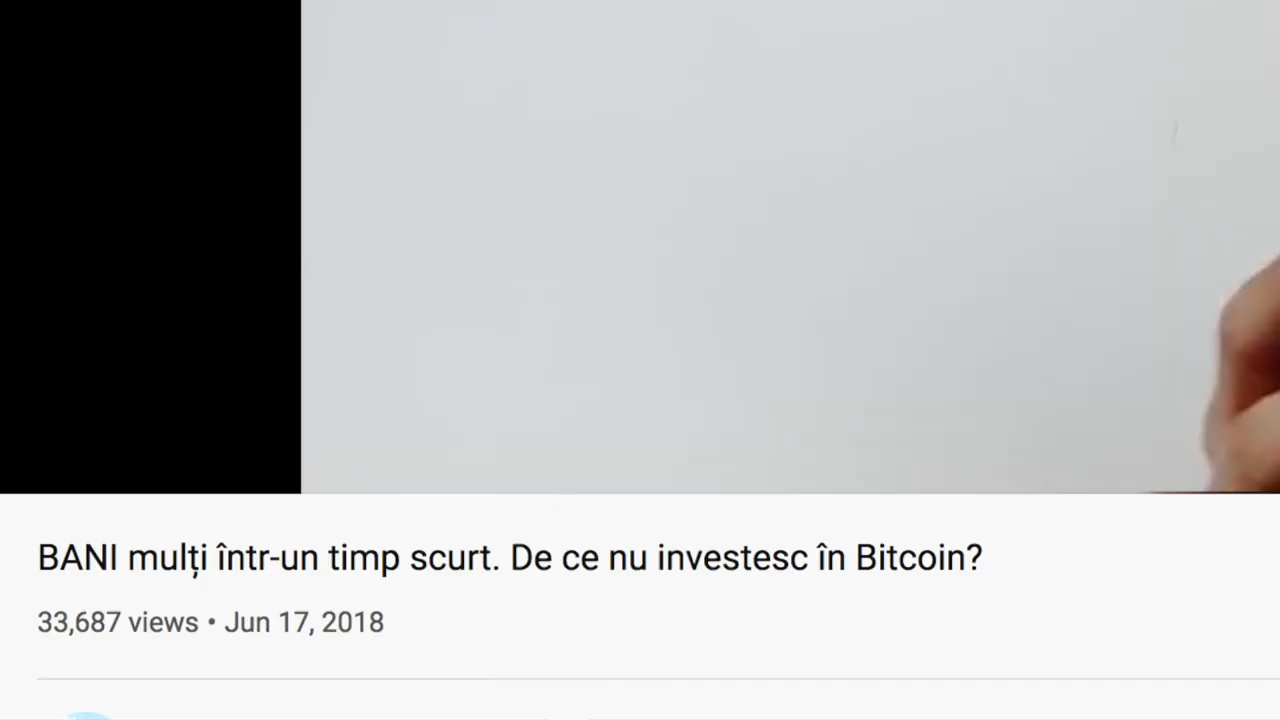 BANI mulți într-un timp scurt. De ce nu investesc în Bitcoin?
33,687 views • Jun 17, 2018